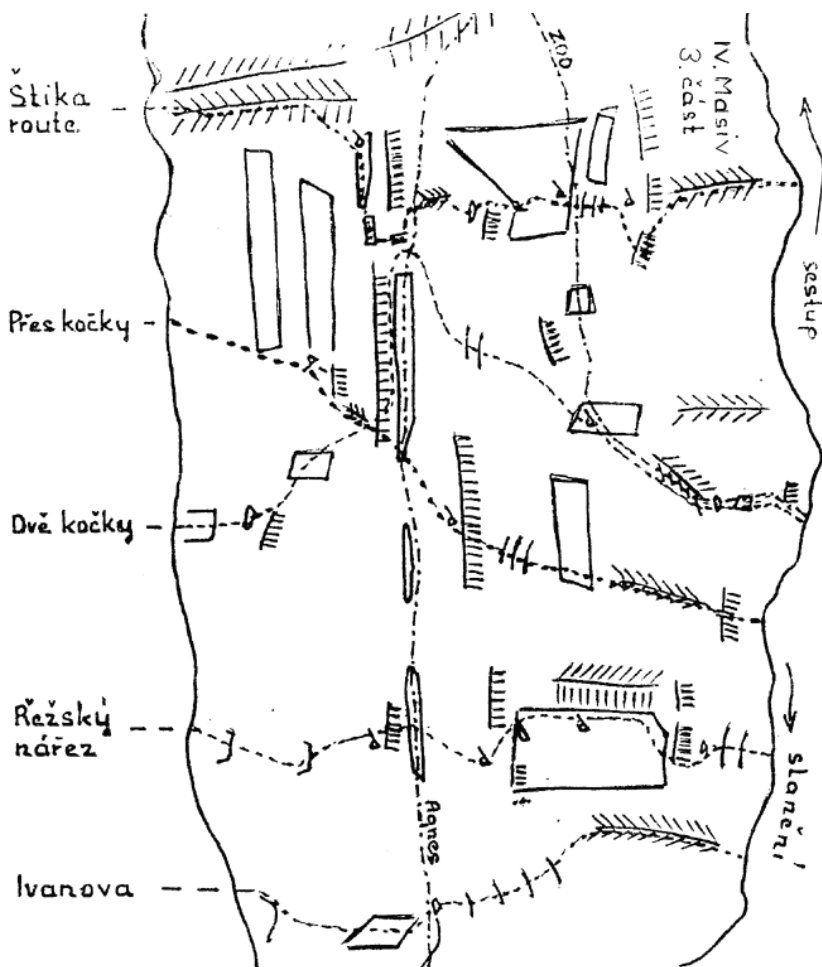 ZOD
IV. Masiv
3. část
Štika
route.
sestup
Přes kočky
Dvě kočky
Řežský
nářez
slanění!
Agnes
Ivanova